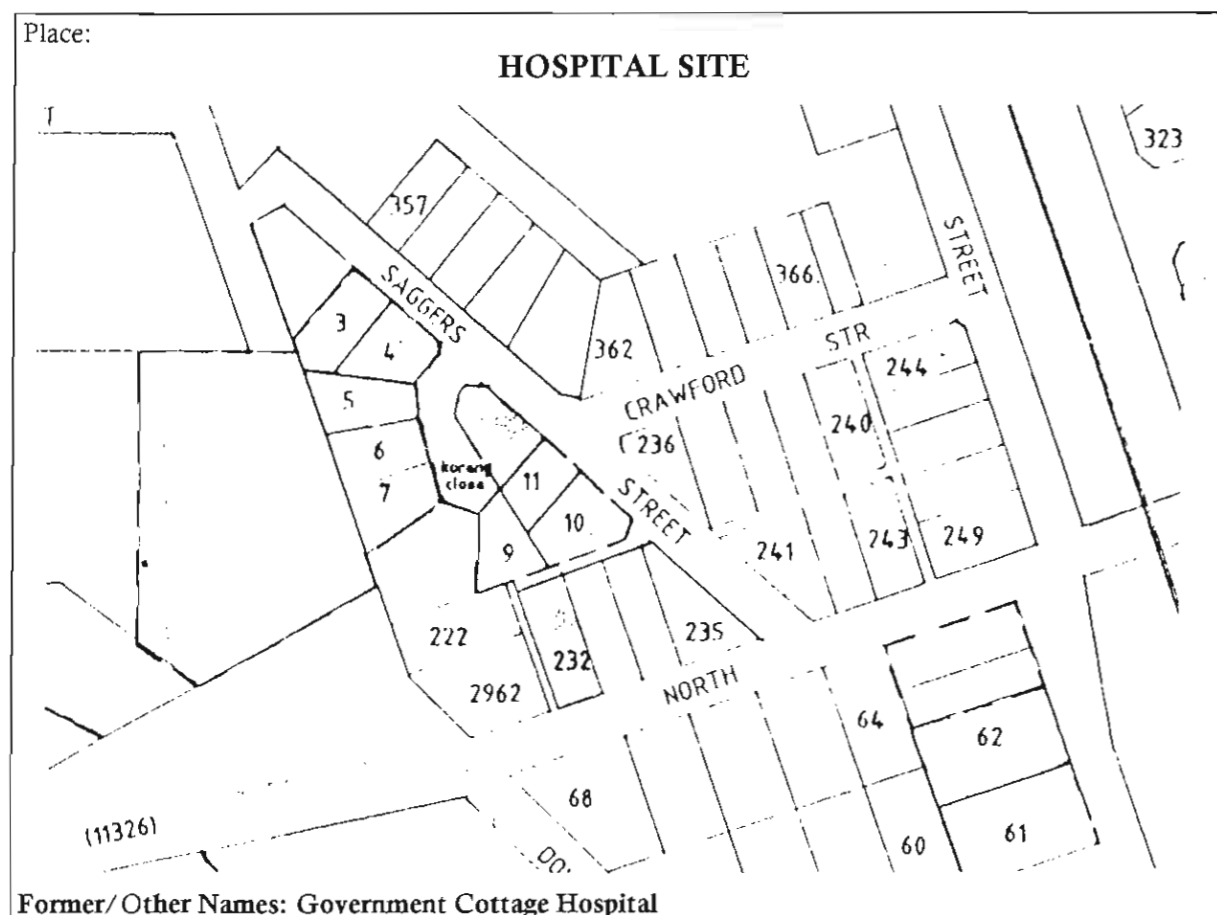 Place:
HOSPITAL SITE
323
357
SAGGERS
STREET
366
3
STR
4
362
244
CRAWFORD
5
240
236
6
korang
close
11
7
STREET
10
241
243
249
9
235
222
232
NORTH
2962
64
62
68
(11326)
61
60
Former/Other Names: Government Cottage Hospital